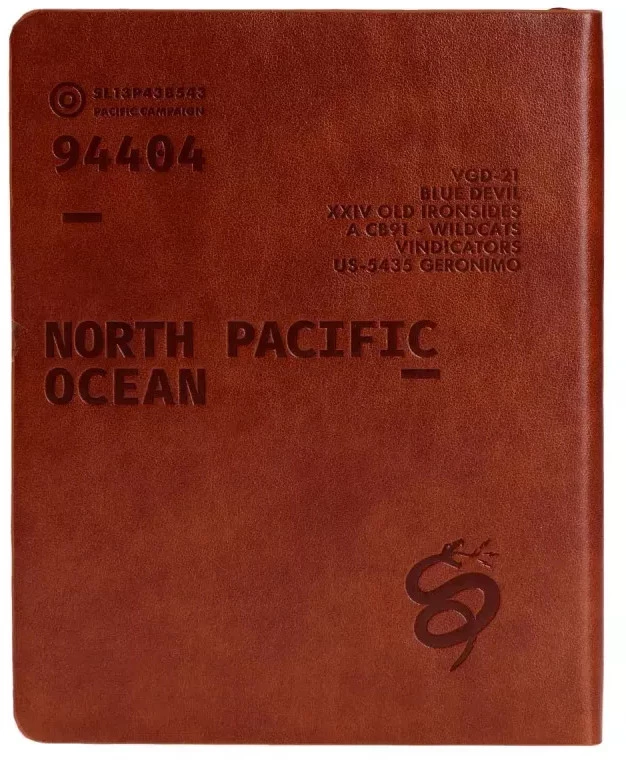 SL13P43B543
PACIFIC CAMPAIGN
94404
VGD-21
BLUE DEVIL
XXIV OLD IRONSIDES
A CB91 - WILDCATS
VINDICATORS
US-5435 GERONIMO
NORTH PACIFIC
OCEAN